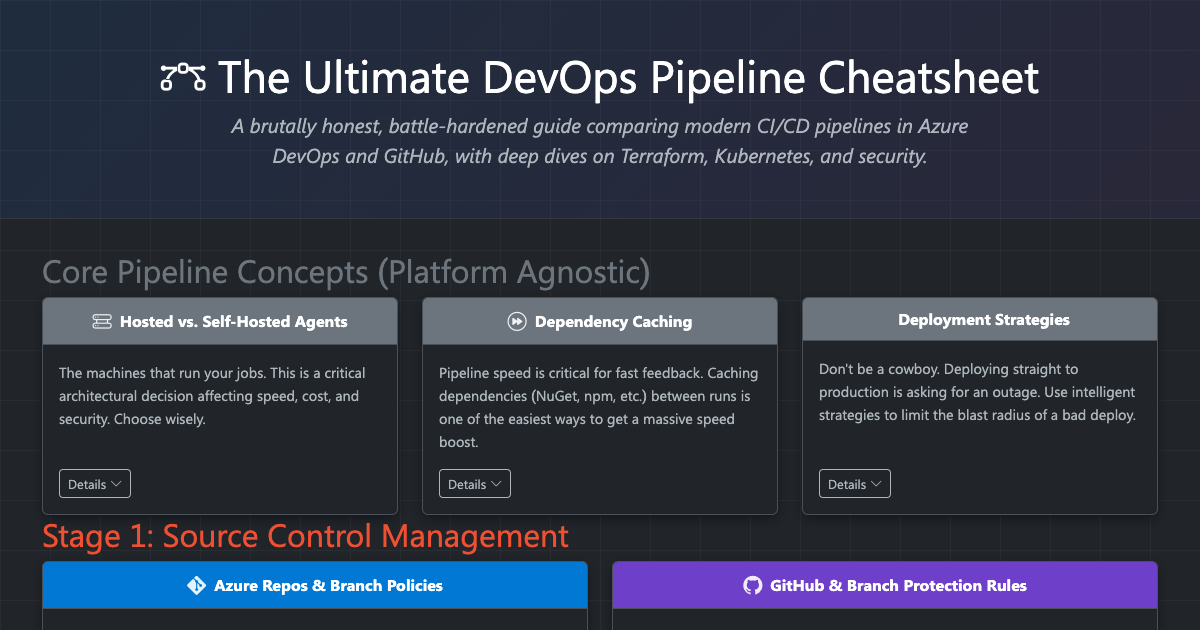 The Ultimate DevOps Pipeline Cheatsheet
A brutally honest, battle-hardened guide comparing modern CI/CD pipelines in Azure
DevOps and GitHub, with deep dives on Terraform, Kubernetes, and security.
Core Pipeline Concepts (Platform Agnostic)
Hosted vs. Self-Hosted Agents
The machines that run your jobs. This is a critical
architectural decision affecting speed, cost, and
security. Choose wisely.
Details
Dependency Caching
Pipeline speed is critical for fast feedback. Caching
dependencies (NuGet, npm, etc.) between runs is
one of the easiest ways to get a massive speed
boost.
Details
Deployment Strategies
Don't be a cowboy. Deploying straight to
production is asking for an outage. Use intelligent
strategies to limit the blast radius of a bad deploy.
Details
Stage 1: Source Control Management
Azure Repos & Branch Policies
GitHub & Branch Protection Rules